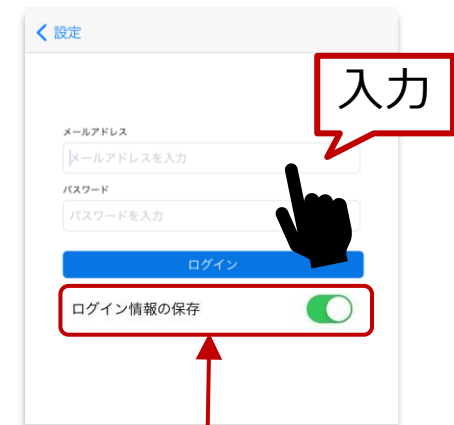 設定
入力
メールアドレス
メールアドレスを入力
パスワード
パスワードを入力
ログイン
ログイン情報の保存